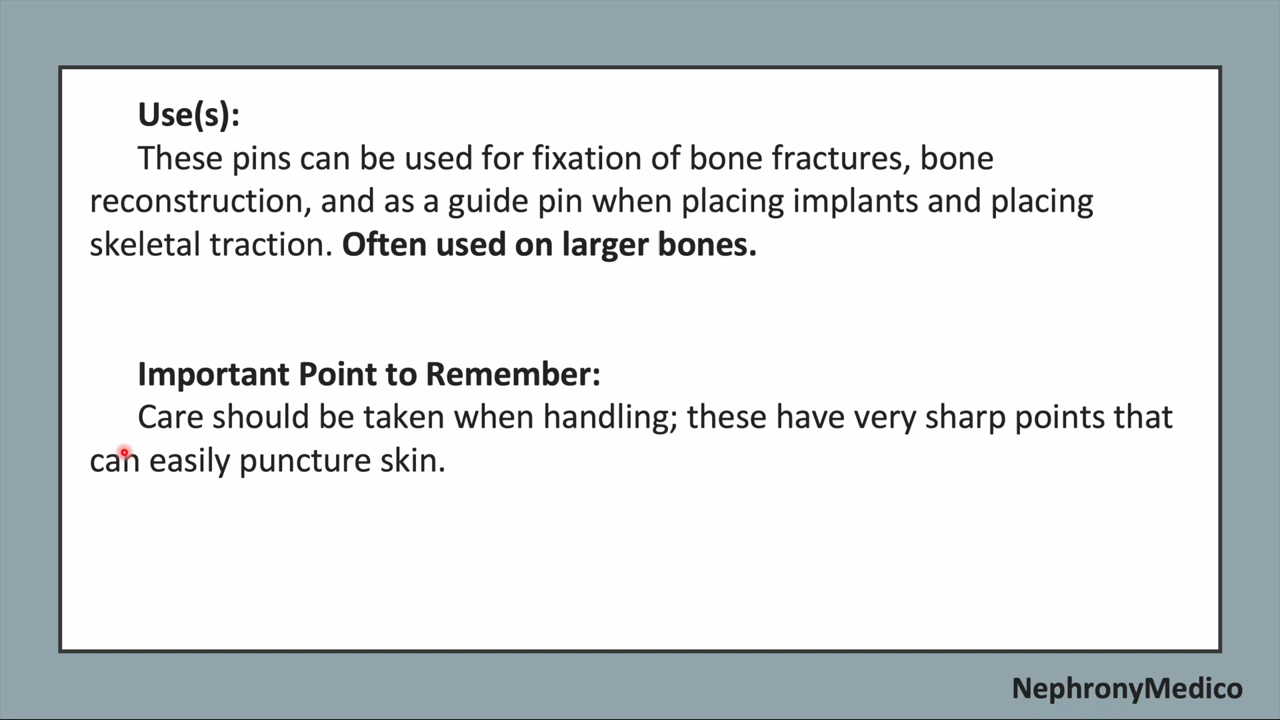 Use(s):
These pins can be used for fixation of bone fractures, bone
reconstruction, and as a guide pin when placing implants and placing
skeletal traction. Often used on larger bones.
Important Point to Remember:
Care should be taken when handling; these have very sharp points that
can easily puncture skin.
NephronyMedico